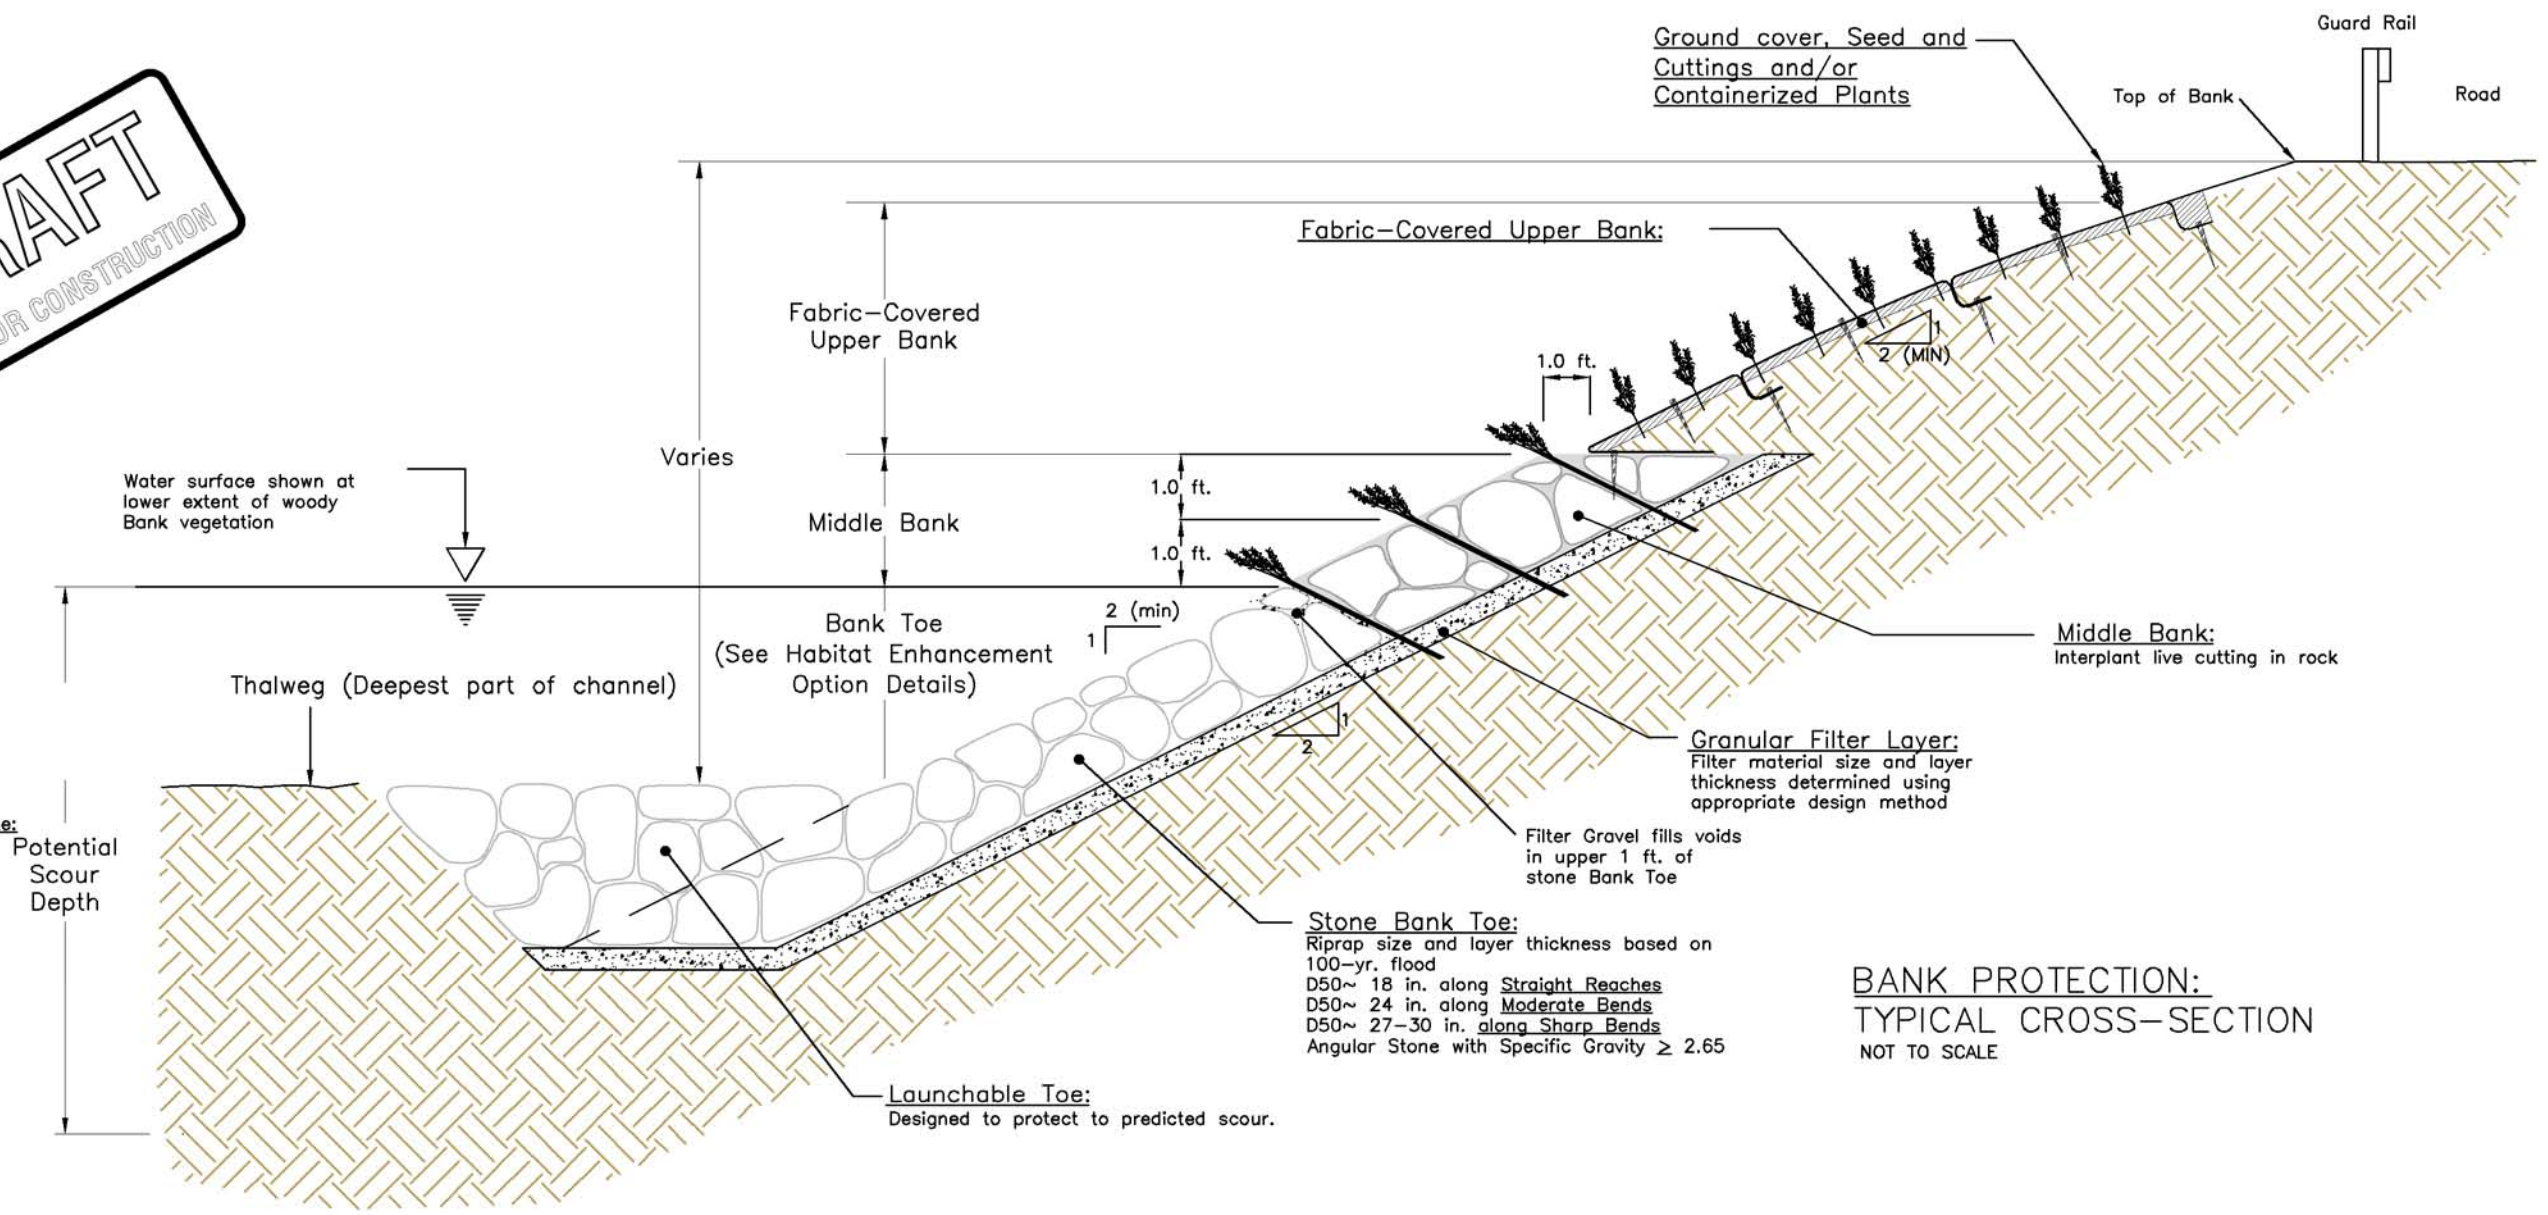 Guard Rail
Ground cover, Seed and
Cuttings and/or
Containerized Plants
Top of Bank
Road
AFT
OR CONSTRUCTION
Fabric-Covered Upper Bank:
Fabric-Covered
Upper Bank
1
2 (MIN)
1.0 ft.
Varies
Water surface shown at
lower extent of woody
Bank vegetation
1.0 ft.
Middle Bank
1.0 ft.
2 (min)
1
Bank Toe
(See Habitat Enhancement
Option Details)
Middle Bank:
Interplant live cutting in rock
Thalweg (Deepest part of channel)
1
2
Granular Filter Layer:
Filter material size and layer
thickness determined using
appropriate design method
e:
Potential
Scour
Depth
Filter Gravel fills voids
in upper 1 ft. of
stone Bank Toe
Stone Bank Toe:
Riprap size and layer thickness based on
100-yr. flood
D50~ 18 in. along Straight Reaches
D50~ 24 in. along Moderate Bends
D50~ 27-30 in. along Sharp Bends
Angular Stone with Specific Gravity ≥ 2.65
BANK PROTECTION:
TYPICAL CROSS-SECTION
NOT TO SCALE
Launchable Toe:
Designed to protect to predicted scour.